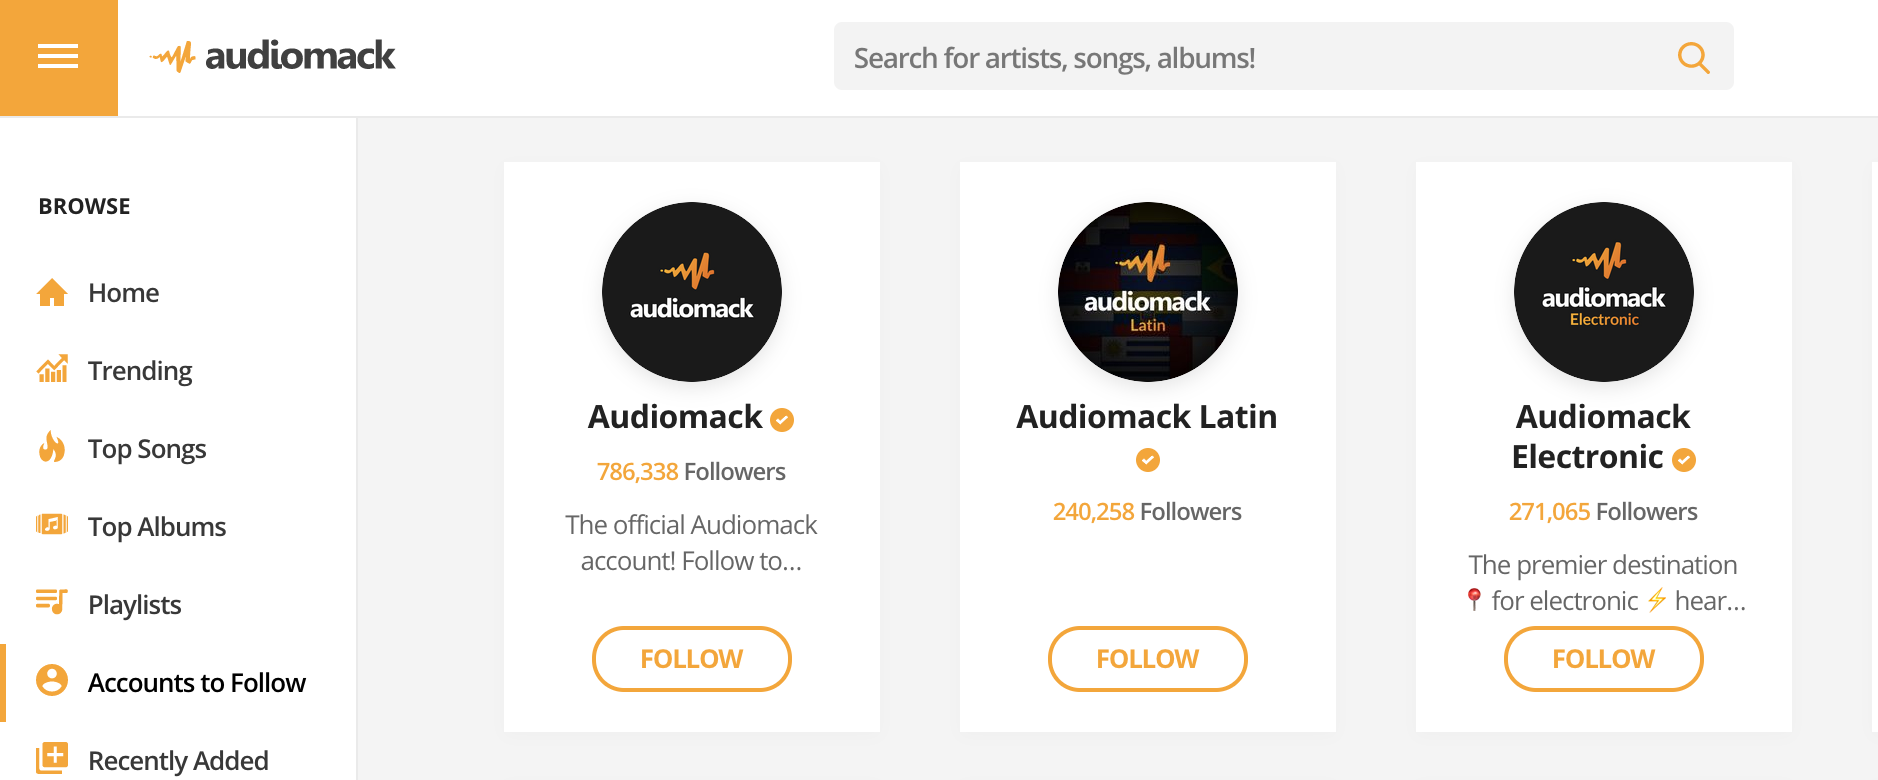 audiomack
Search for artists, songs, albums!
BROWSE
Home
Trending
Top Songs
Top Albums
Playlists
Accounts to Follow
Recently Added
audiomack
Audiomack
786,338 Followers
The official Audiomack
account! Follow to...
FOLLOW
audiomack
Latin
Audiomack Latin
240,258 Followers
FOLLOW
audiomack
Electronic
Audiomack
Electronic
271,065 Followers
The premier destination
📍 for electronic ⚡ hear...
FOLLOW